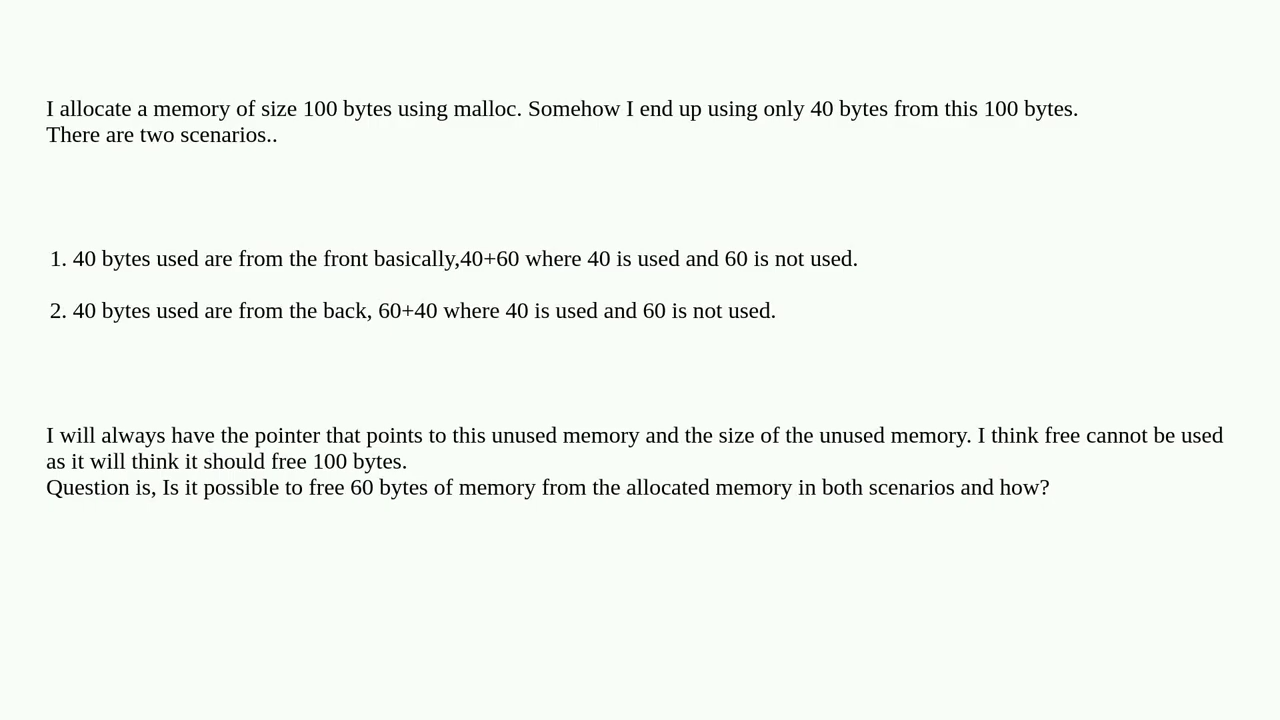 I allocate a memory of size 100 bytes using malloc. Somehow I end up using only 40 bytes from this 100 bytes.
There are two scenarios..
1. 40 bytes used are from the front basically,40+60 where 40 is used and 60 is not used.
2. 40 bytes used are from the back, 60+40 where 40 is used and 60 is not used.
I will always have the pointer that points to this unused memory and the size of the unused memory. I think free cannot be used
as it will think it should free 100 bytes.
Question is, Is it possible to free 60 bytes of memory from the allocated memory in both scenarios and how?